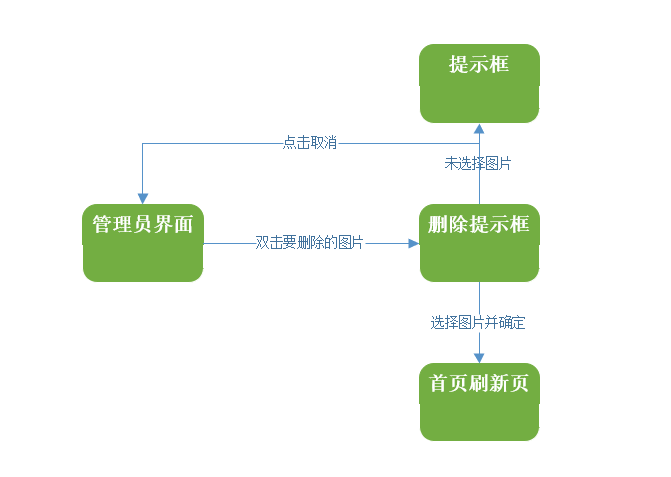 提示框
点击取消
未选择图片
管理员界面
双击要删除的图片
删除提示框
选择图片并确定
首页刷新页